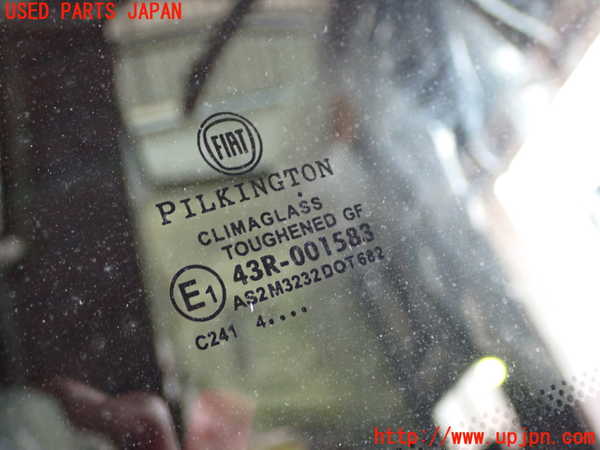 USED PARTS JAPAN
FIAT
PILKINGTON
CLIMAGLASS
TOUGHENED GF
E1 43R-001583
AS2M3232DOT682
C241 4....
http://www.upjpn.com/